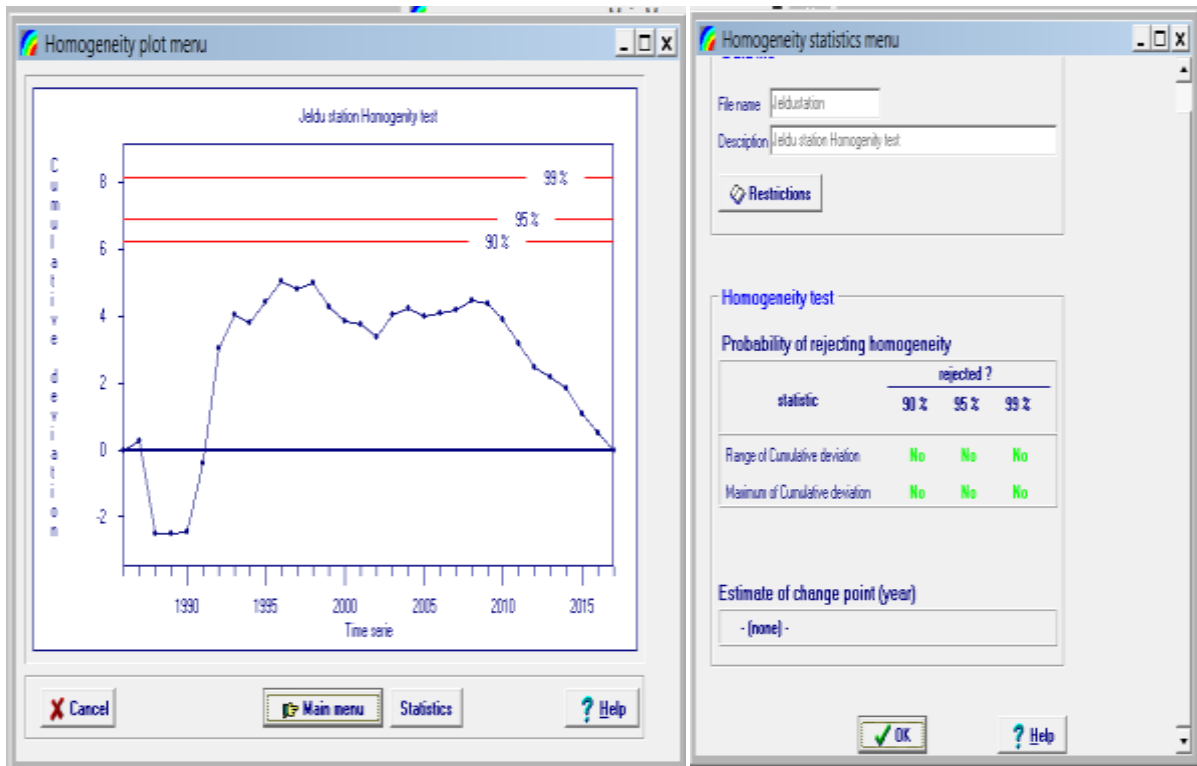 Homogeneity plot menu
Jeldu station Homogenity test
Cumulative deviation
8
6
4
2
0
-2
99 %
95 %
90 %
1990 1995 2000 2005 2010 2015
Time serie
Cancel Main menu Statistics ? Help
Homogeneity statistics menu
File name Jeldustation
Description Jeldu station Homogenity test
Restrictions
Homogeneity test
Probability of rejecting homogeneity
rejected ?
statistic 90 % 95 % 99 %
Range of Cumulative deviation No No No
Maximum of Cumulative deviation No No No
Estimate of change point (year)
- (none) -
OK ? Help